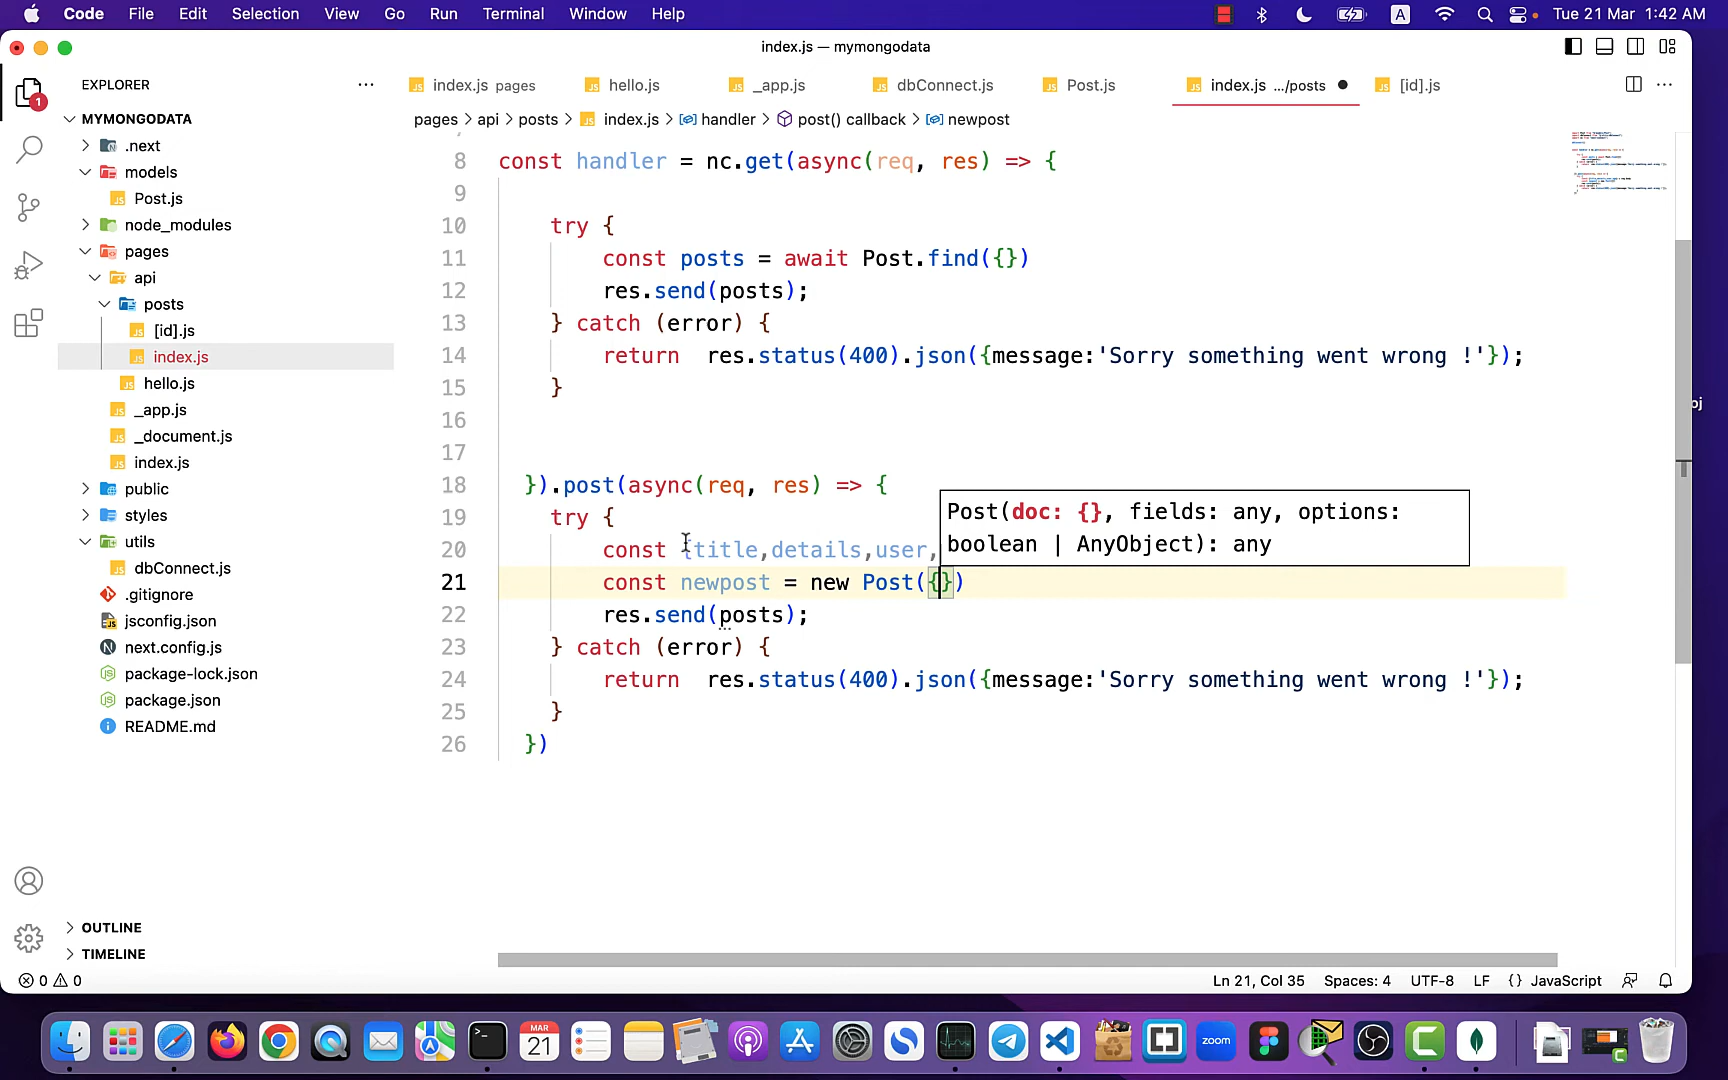 Code File Edit Selection View Go Run Terminal Window Help A Tue 21 Mar 1:42 AM
index.js — mymongodata
EXPLORER
index.js pages hello.js _app.js dbConnect.js Post.js index.js .../posts [id].js
1
pages > api > posts > index.js > handler > post() callback > newpost
MYMONGODATA
.next
models
Post.js
node_modules
pages
api
posts
[id].js
index.js
hello.js
_app.js
_document.js
index.js
public
styles
utils
dbConnect.js
.gitignore
jsconfig.json
next.config.js
package-lock.json
package.json
README.md
OUTLINE
TIMELINE
8 const handler = nc.get(async(req, res) => {
9
10 try {
11 const posts = await Post.find({})
12 res.send(posts);
13 } catch (error) {
14 return res.status(400).json({message:'Sorry something went wrong !'});
15 }
16
17
18 }).post(async(req, res) => {
19 try {
20 const {title,details,user,
21 const newpost = new Post({})
22 res.send(posts);
23 } catch (error) {
24 return res.status(400).json({message:'Sorry something went wrong !'});
25 }
26 })
Post(doc: {}, fields: any, options:
boolean | AnyObject): any
oj
0 0 Ln 21, Col 35 Spaces: 4 UTF-8 LF {} JavaScript
MAR
21
zoom